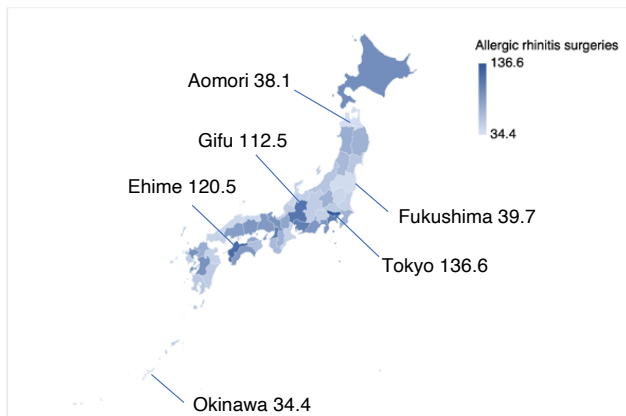 Allergic rhinitis surgeries
136.6
34.4
Aomori 38.1
Gifu 112.5
Ehime 120.5
Fukushima 39.7
Tokyo 136.6
Okinawa 34.4